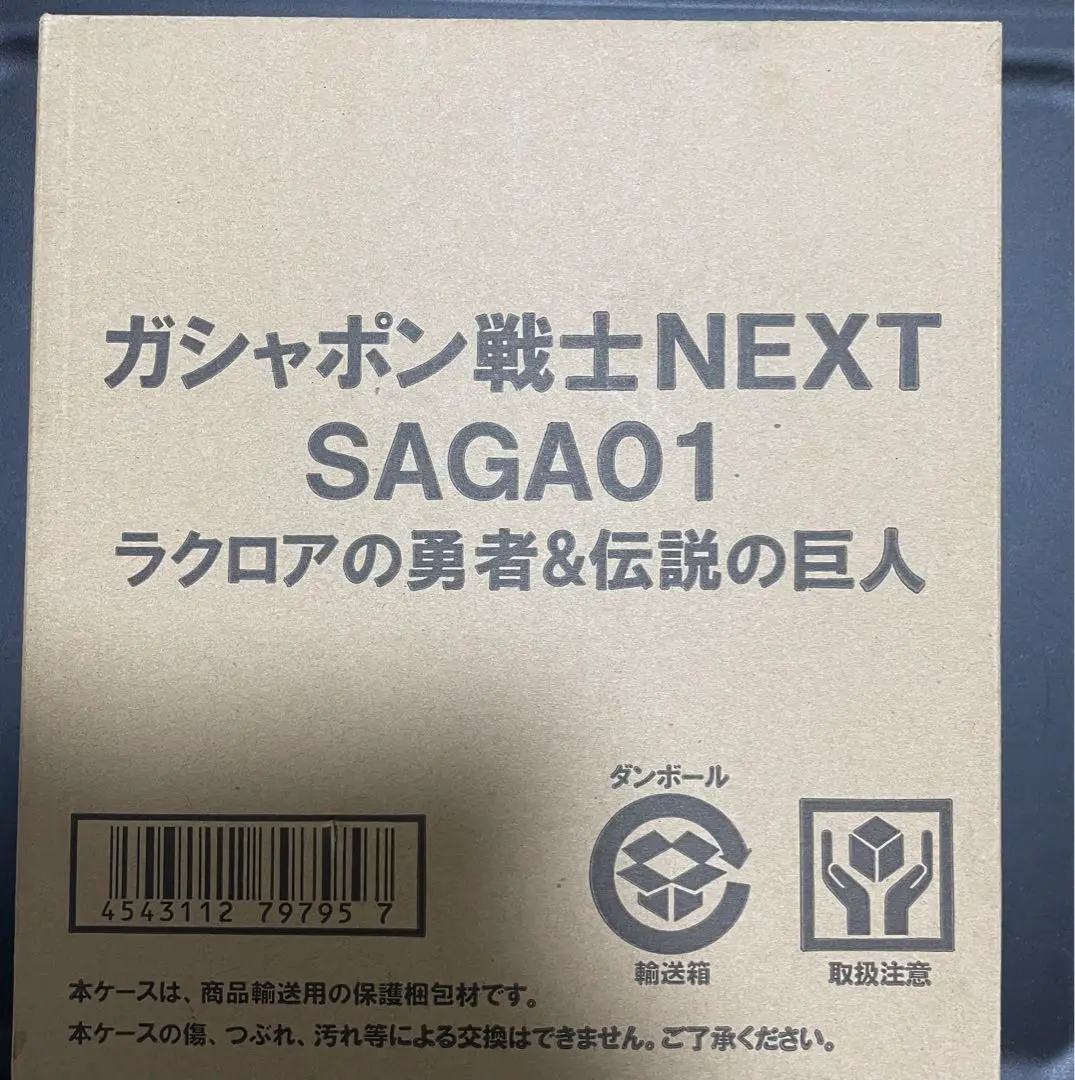 ガシャポン戦士NEXT
SAGA01
ラクロアの勇者&伝説の巨人
ダンボール
4543112 79795 7
輸送箱
取扱注意
本ケースは、商品輸送用の保護梱包材です。
本ケースの傷、つぶれ、汚れ等による交換はできません。ご了承ください。